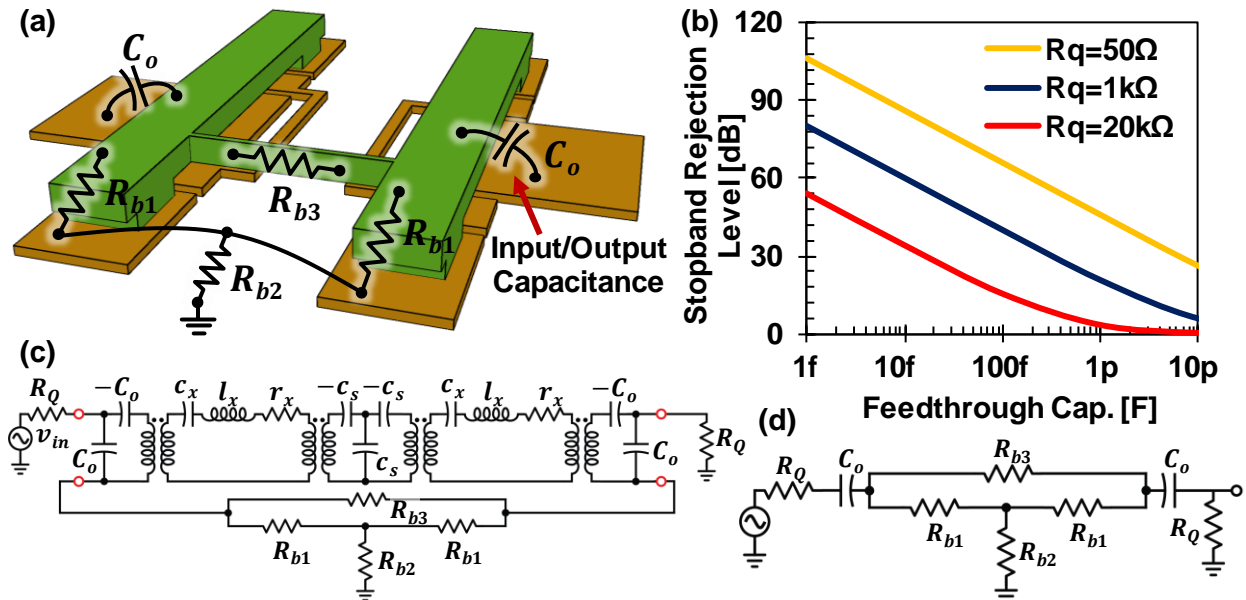 (a)
C_o
R_b1
R_b3
R_b1
C_o
R_b2
Input/Output
Capacitance
(b)
Stopband Rejection
Level [dB]
120
90
60
30
0
Rq=50Ω
Rq=1kΩ
Rq=20kΩ
1f 10f 100f 1p 10p
Feedthrough Cap. [F]
(c)
R_Q −C_o c_x l_x r_x −c_s −c_s c_x l_x r_x −C_o
v_in C_o c_s C_o R_Q
R_b3
R_b1 R_b1
R_b2
(d)
R_Q C_o R_b3 C_o
R_b1 R_b1 R_Q
R_b2